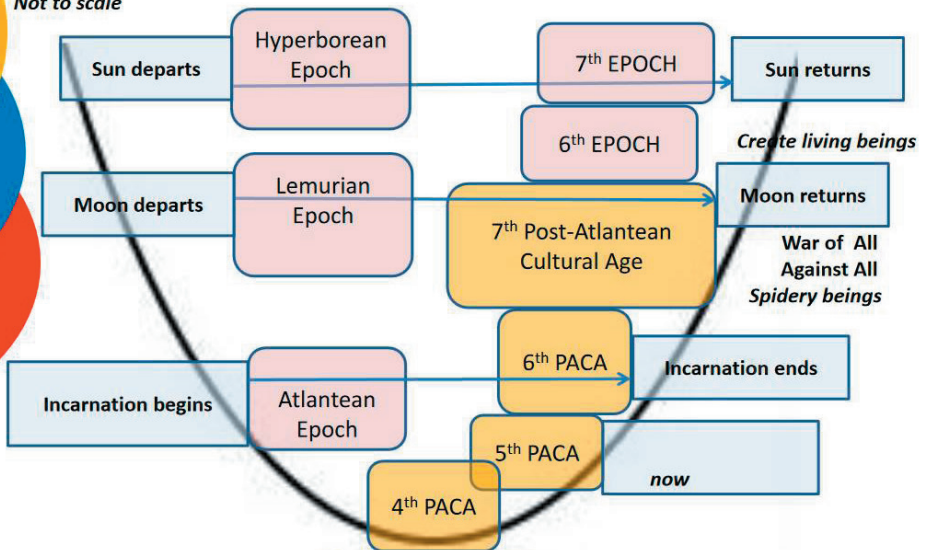 Not to scale
Sun departs
Hyperborean
Epoch
7th EPOCH
Sun returns
6th EPOCH
Create living beings
Moon departs
Lemurian
Epoch
7th Post-Atlantean
Cultural Age
Moon returns
War of All
Against All
Spidery beings
Incarnation begins
Atlantean
Epoch
6th PACA
Incarnation ends
5th PACA
now
4th PACA